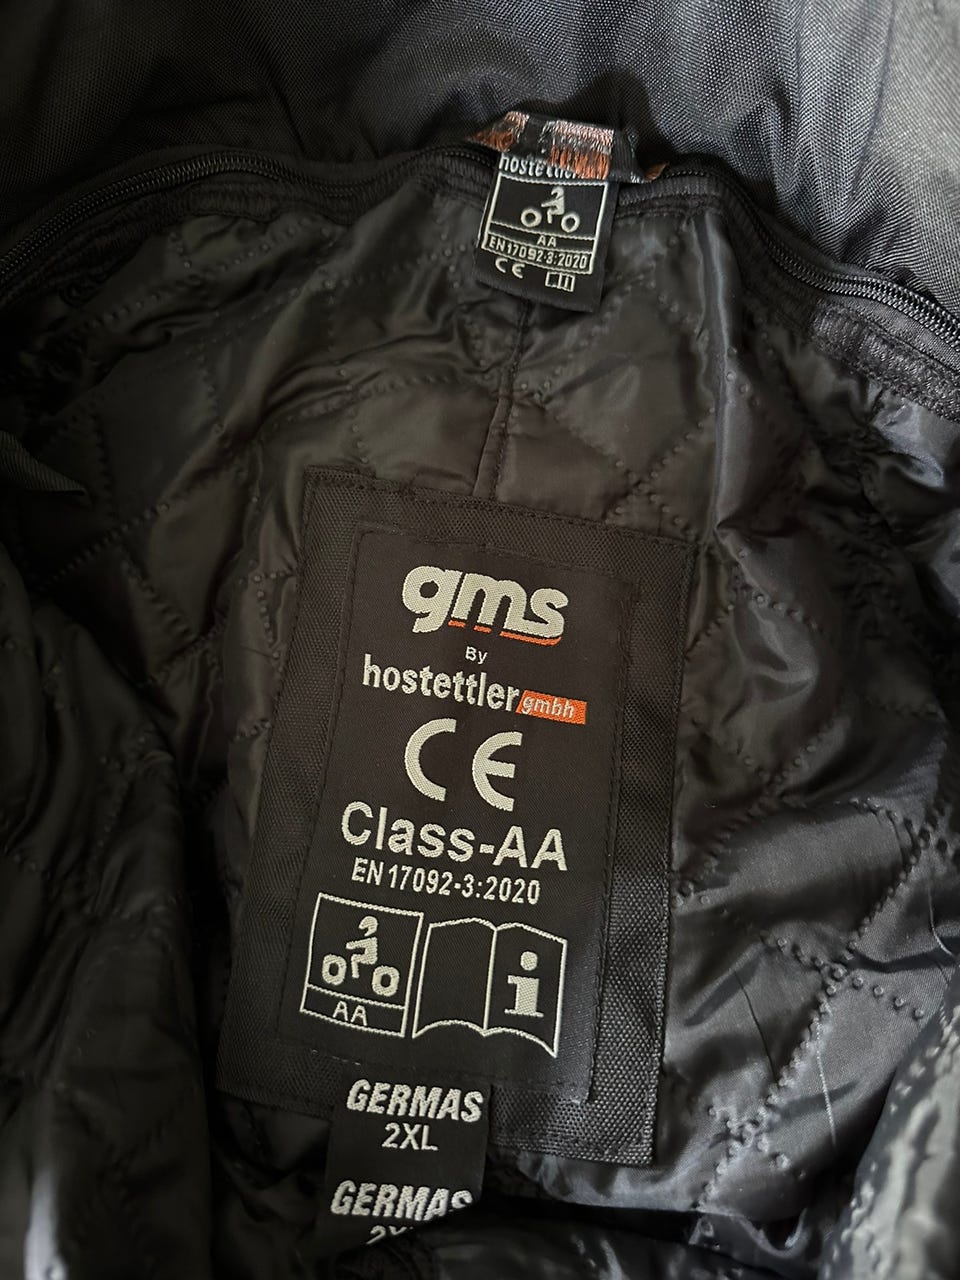 hostettler
AA
EN 17092-3:2020
CE
gms
By
hostettler gmbh
CE
Class-AA
EN 17092-3:2020
AA
i
GERMAS
2XL
GERMAS